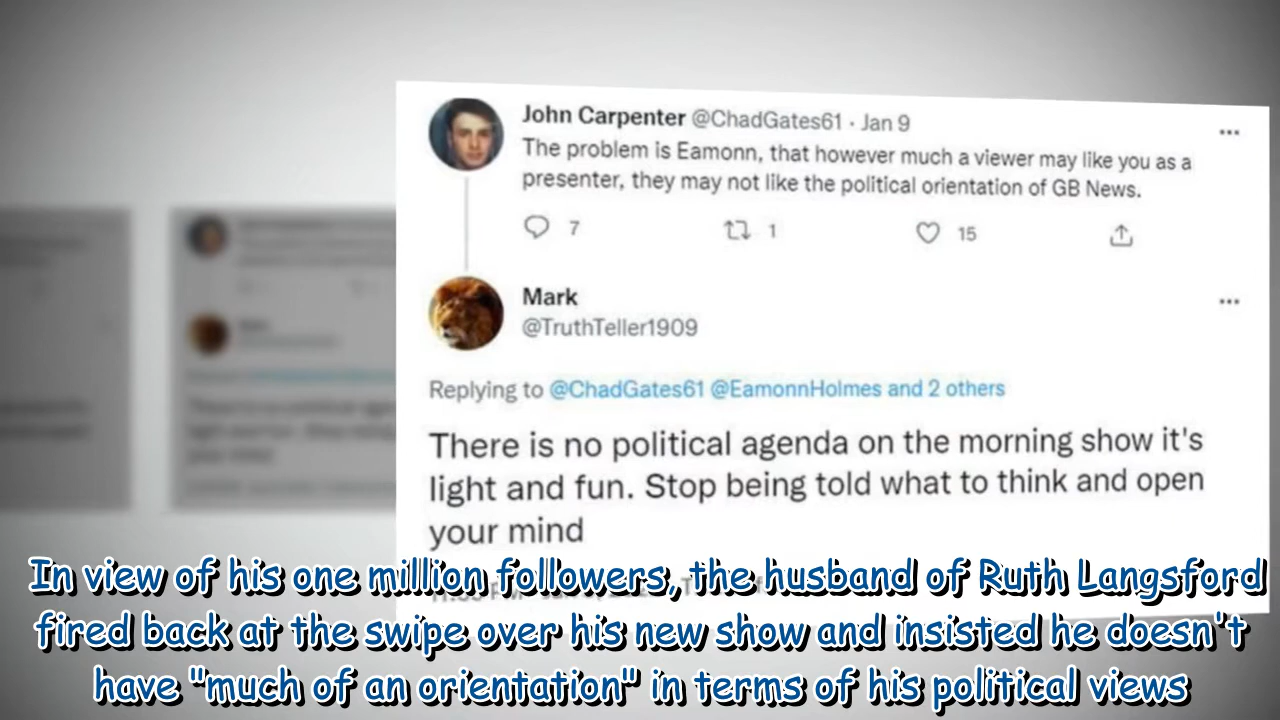 John Carpenter @ChadGates61 · Jan 9
The problem is Eamonn, that however much a viewer may like you as a
presenter, they may not like the political orientation of GB News.
7 1 15
Mark
@TruthTeller1909
Replying to @ChadGates61 @EamonnHolmes and 2 others
There is no political agenda on the morning show it's
light and fun. Stop being told what to think and open
your mind
In view of his one million followers, the husband of Ruth Langsford
fired back at the swipe over his new show and insisted he doesn't
have "much of an orientation" in terms of his political views